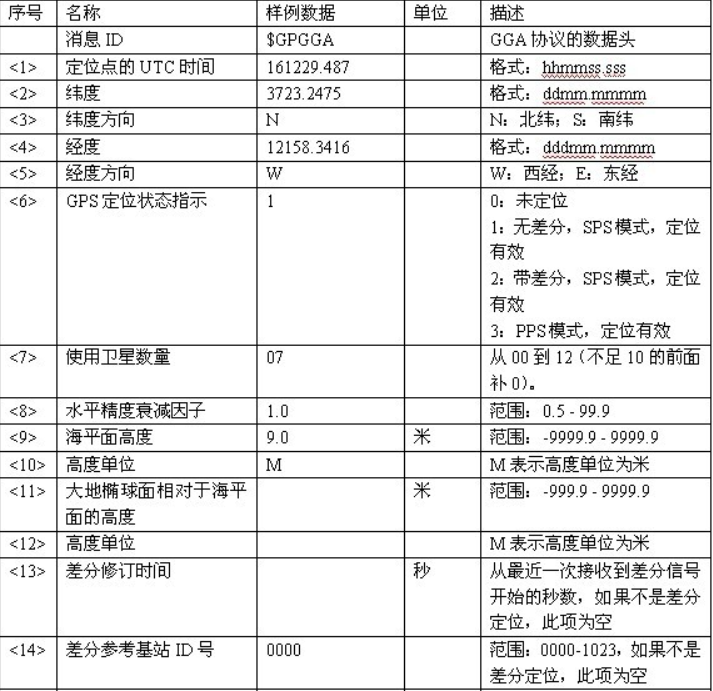 序号 名称 样例数据 单位 描述
消息 ID $GPGGA GGA 协议的数据头
<1> 定位点的 UTC 时间 161229.487 格式：hhmmss.sss
<2> 纬度 3723.2475 格式：ddmm.mmmm
<3> 纬度方向 N N：北纬；S：南纬
<4> 经度 12158.3416 格式：dddmm.mmmm
<5> 经度方向 W W：西经；E：东经
<6> GPS 定位状态指示 1 0：未定位
1：无差分，SPS 模式，定位
有效
2：带差分，SPS 模式，定位
有效
3：PPS 模式，定位有效
<7> 使用卫星数量 07 从 00 到 12（不足 10 的前面
补 0）。
<8> 水平精度衰减因子 1.0 范围：0.5 - 99.9
<9> 海平面高度 9.0 米 范围：-9999.9 - 9999.9
<10> 高度单位 M M 表示高度单位为米
<11> 大地椭球面相对于海平 米 范围：-999.9 - 9999.9
面的高度
<12> 高度单位 M 表示高度单位为米
<13> 差分修订时间 秒 从最近一次接收到差分信号
开始的秒数，如果不是差分
定位，此项为空
<14> 差分参考基站 ID 号 0000 范围：0000-1023，如果不是
差分定位，此项为空